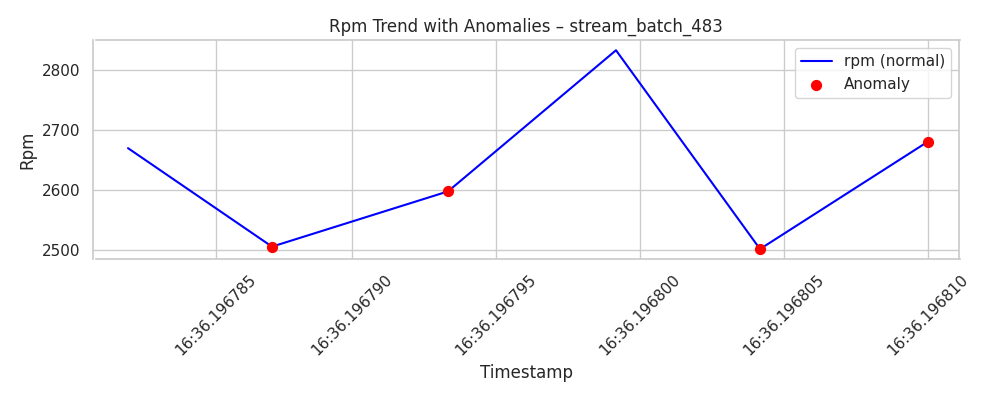 Rpm Trend with Anomalies – stream_batch_483
rpm (normal)
Anomaly
Rpm
2800
2700
2600
2500
16:36.196785
16:36.196790
16:36.196795
16:36.196800
16:36.196805
16:36.196810
Timestamp